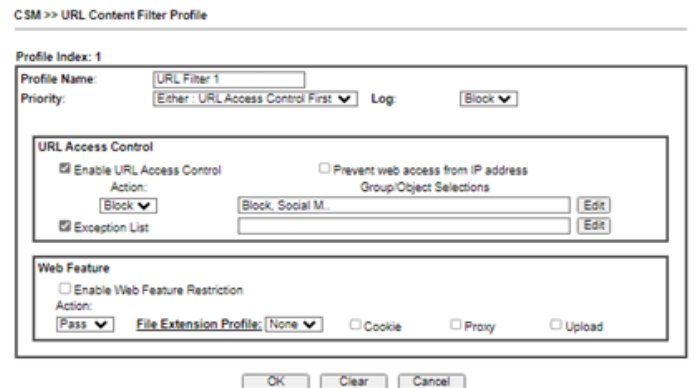 CSM >> URL Content Filter Profile
Profile Index: 1
Profile Name: URL Filter 1
Priority: Either : URL Access Control First Log: Block
URL Access Control
Enable URL Access Control Prevent web access from IP address
Action: Group/Object Selections
Block Block, Social M.. Edit
Exception List Edit
Web Feature
Enable Web Feature Restriction
Action:
Pass File Extension Profile: None Cookie Proxy Upload
OK Clear Cancel